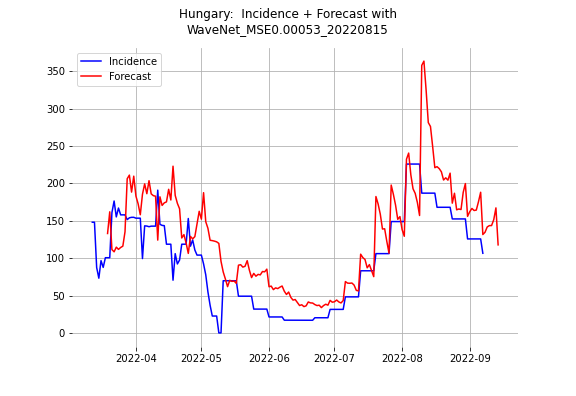 Hungary: Incidence + Forecast with
WaveNet_MSE0.00053_20220815
Incidence
Forecast
350
300
250
200
150
100
50
0
2022-04 2022-05 2022-06 2022-07 2022-08 2022-09